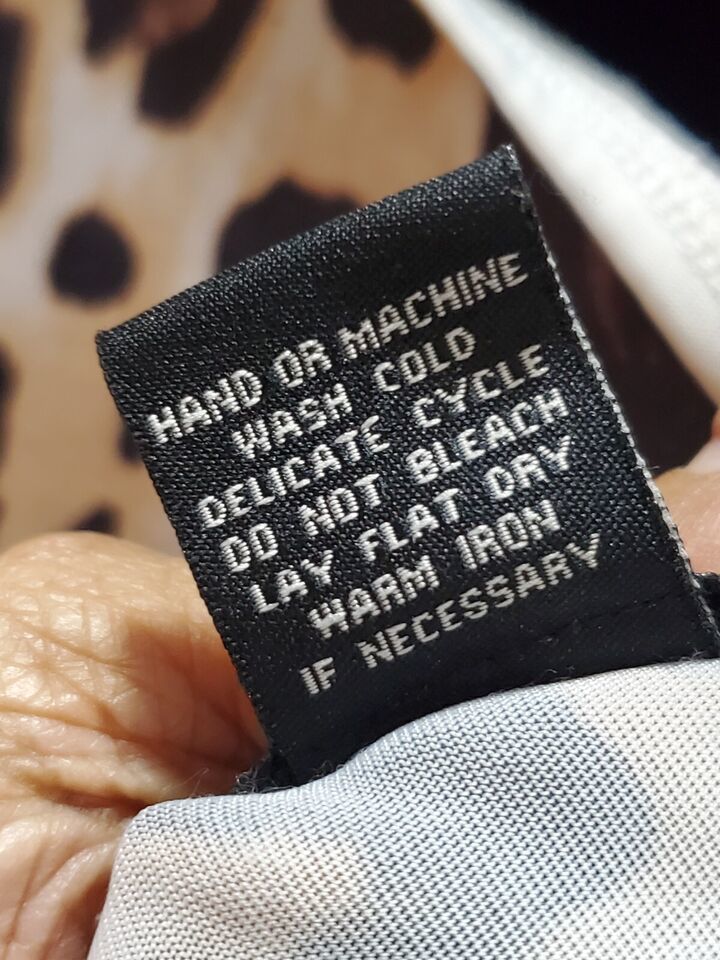 HAND OR MACHINE
WASH COLD
DELICATE CYCLE
DO NOT BLEACH
LAY FLAT DRY
WARM IRON
IF NECESSARY